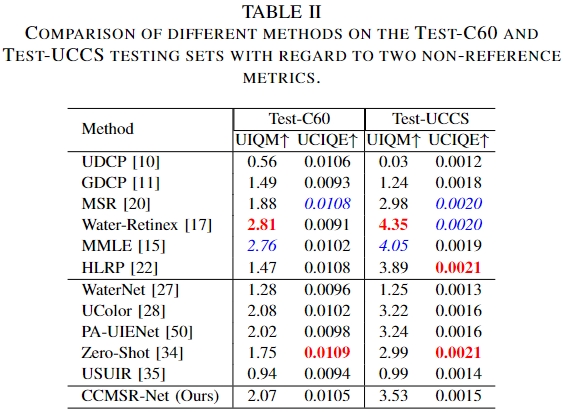 TABLE II
COMPARISON OF DIFFERENT METHODS ON THE TEST-C60 AND
TEST-UCCS TESTING SETS WITH REGARD TO TWO NON-REFERENCE
METRICS.
Method Test-C60 Test-UCCS
UIQM↑ UCIQE↑ UIQM↑ UCIQE↑
UDCP [10] 0.56 0.0106 0.03 0.0012
GDCP [11] 1.49 0.0093 1.24 0.0018
MSR [20] 1.88 0.0108 2.98 0.0020
Water-Retinex [17] 2.81 0.0091 4.35 0.0020
MMLE [15] 2.76 0.0102 4.05 0.0019
HLRP [22] 1.47 0.0108 3.89 0.0021
WaterNet [27] 1.28 0.0096 1.25 0.0013
UColor [28] 2.08 0.0102 3.22 0.0016
PA-UIENet [50] 2.02 0.0098 3.24 0.0016
Zero-Shot [34] 1.75 0.0109 2.99 0.0021
USUIR [35] 0.94 0.0094 0.99 0.0014
CCMSR-Net (Ours) 2.07 0.0105 3.53 0.0015